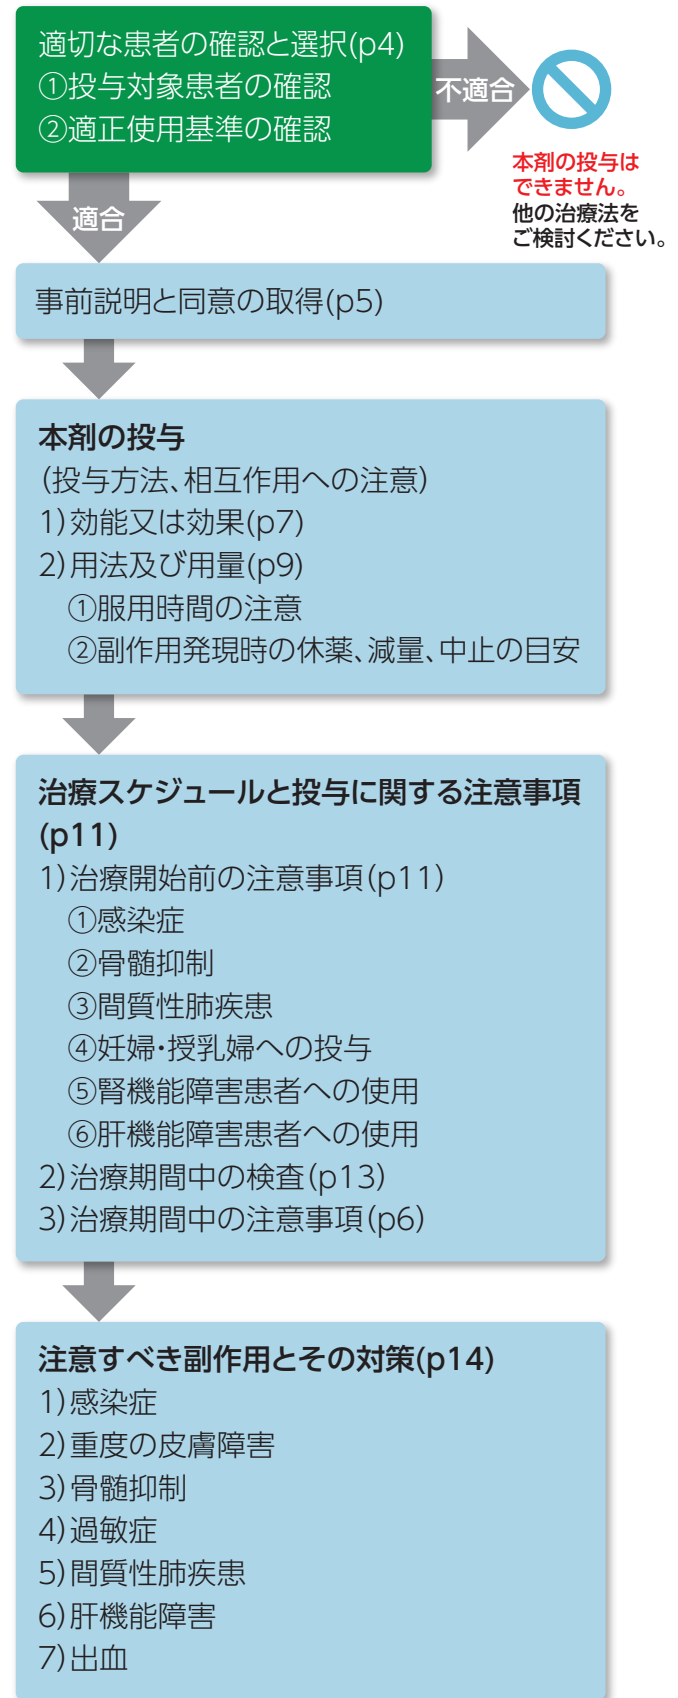 適切な患者の確認と選択(p4)
①投与対象患者の確認
②適正使用基準の確認
不適合
本剤の投与は
できません。
他の治療法を
ご検討ください。
適合
事前説明と同意の取得(p5)
本剤の投与
(投与方法、相互作用への注意)
1)効能又は効果(p7)
2)用法及び用量(p9)
①服用時間の注意
②副作用発現時の休薬、減量、中止の目安
治療スケジュールと投与に関する注意事項
(p11)
1)治療開始前の注意事項(p11)
①感染症
②骨髄抑制
③間質性肺疾患
④妊婦・授乳婦への投与
⑤腎機能障害患者への使用
⑥肝機能障害患者への使用
2)治療期間中の検査(p13)
3)治療期間中の注意事項(p6)
注意すべき副作用とその対策(p14)
1)感染症
2)重度の皮膚障害
3)骨髄抑制
4)過敏症
5)間質性肺疾患
6)肝機能障害
7)出血